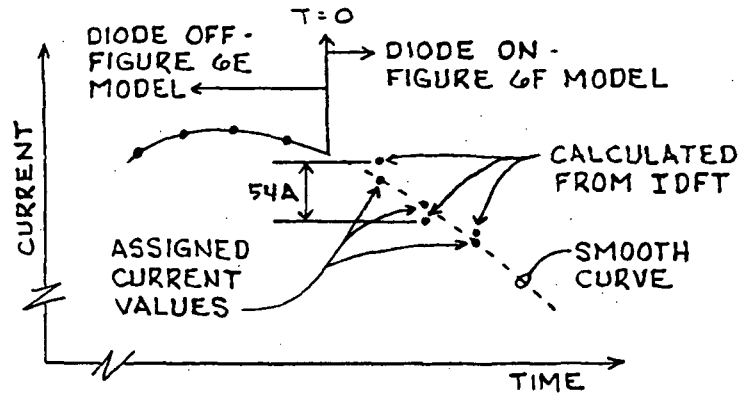 T=0
DIODE OFF-
FIGURE 6E
MODEL
DIODE ON-
FIGURE 6F MODEL
CURRENT
54A
CALCULATED
FROM IDFT
ASSIGNED
CURRENT
VALUES
SMOOTH
CURVE
TIME